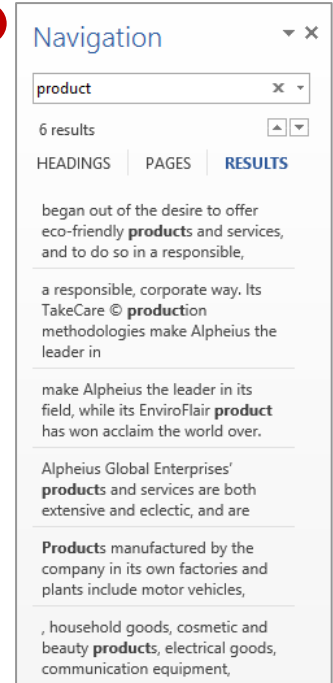 Navigation
product
6 results
HEADINGS PAGES RESULTS
began out of the desire to offer
eco-friendly products and services,
and to do so in a responsible,
a responsible, corporate way. Its
TakeCare © production
methodologies make Alpheius the
leader in
make Alpheius the leader in its
field, while its EnviroFlair product
has won acclaim the world over.
Alpheius Global Enterprises'
products and services are both
extensive and eclectic, and are
Products manufactured by the
company in its own factories and
plants include motor vehicles,
, household goods, cosmetic and
beauty products, electrical goods,
communication equipment,